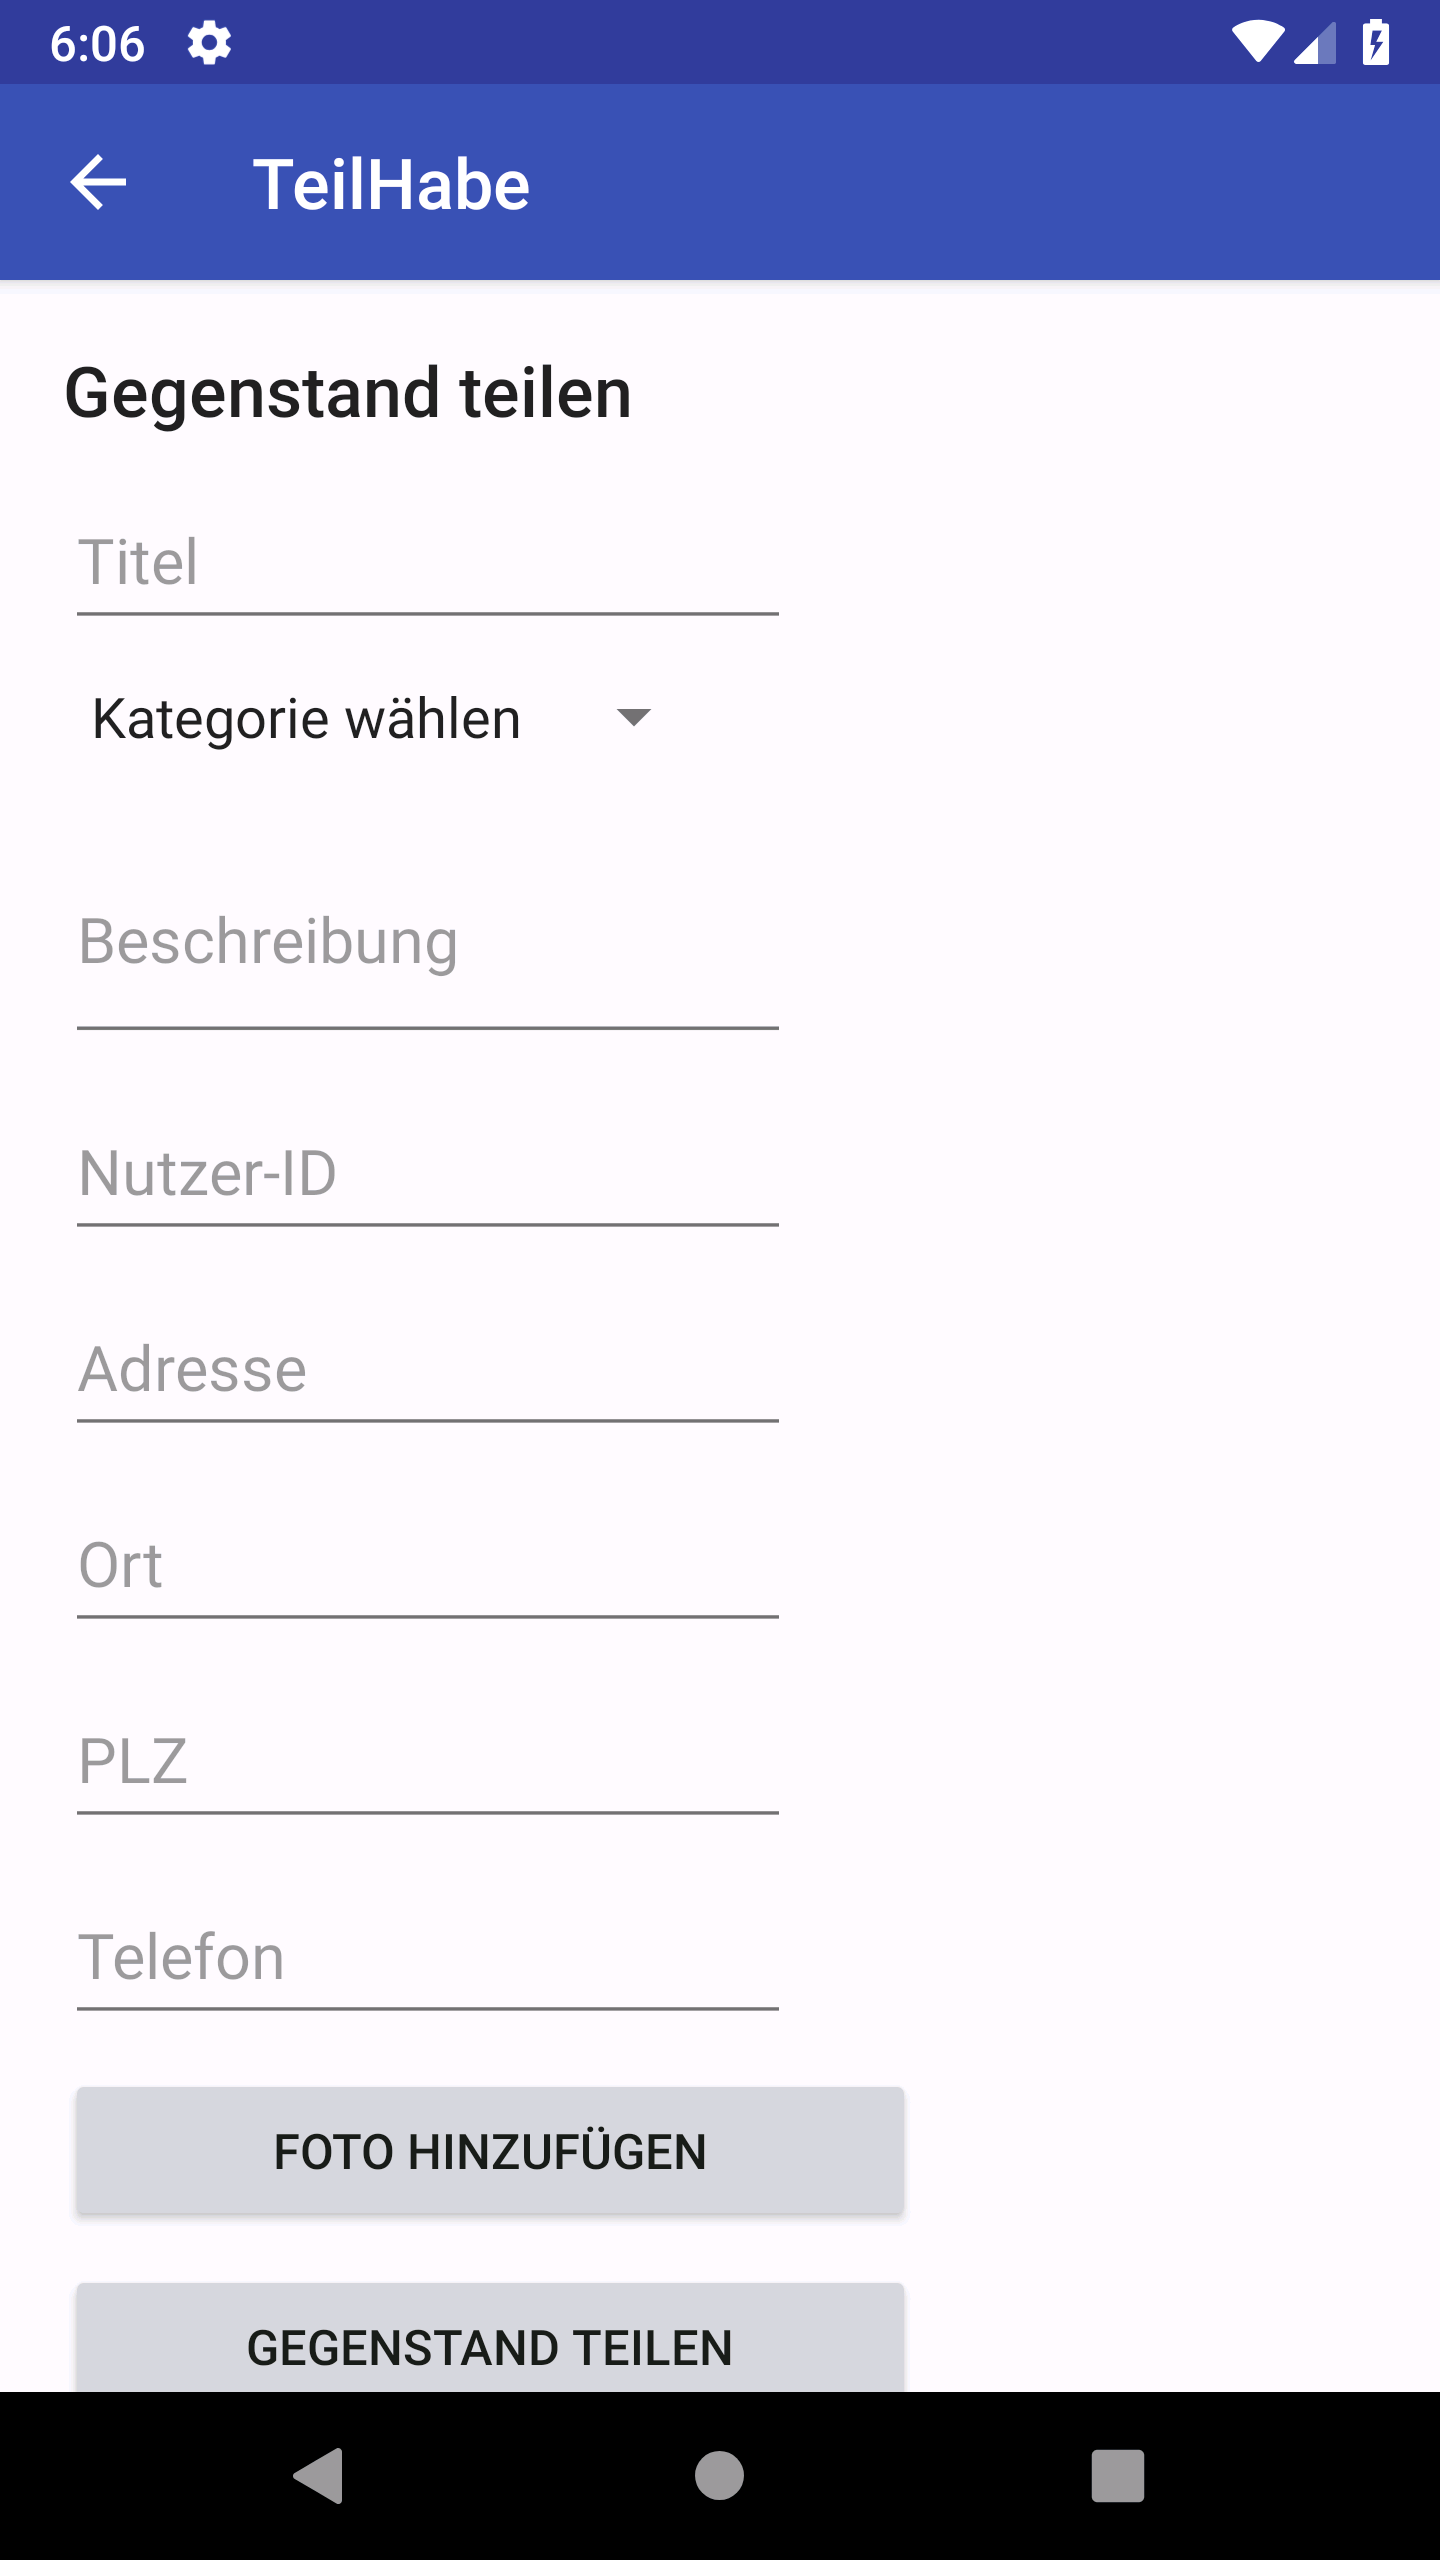 6:06
TeilHabe
Gegenstand teilen
Titel
Kategorie wählen
Beschreibung
Nutzer-ID
Adresse
Ort
PLZ
Telefon
FOTO HINZUFÜGEN
GEGENSTAND TEILEN